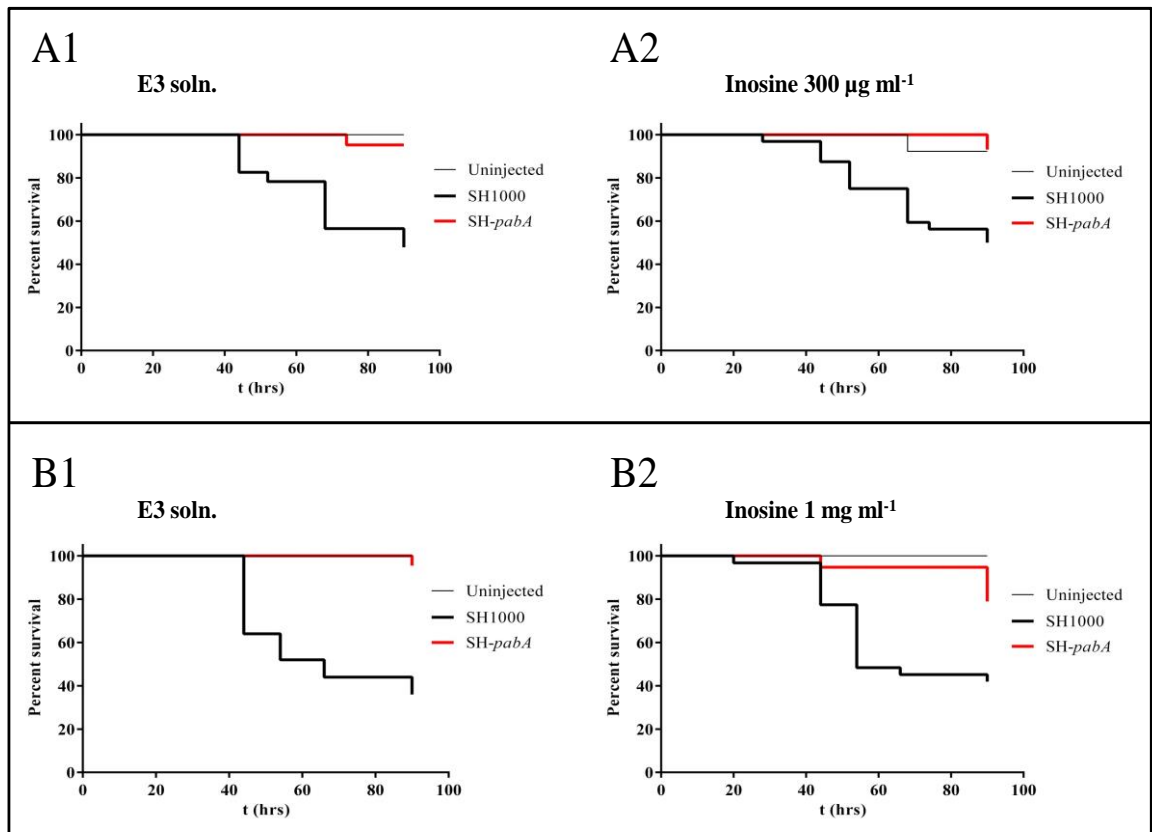 A1
E3 soln.
100
80
60
40
20
0
Percent survival
0 20 40 60 80 100
t (hrs)
Uninjected
SH1000
SH-pabA
A2
Inosine 300 µg ml-1
100
80
60
40
20
0
Percent survival
0 20 40 60 80 100
t (hrs)
Uninjected
SH1000
SH-pabA
B1
E3 soln.
100
80
60
40
20
0
Percent survival
0 20 40 60 80 100
t (hrs)
Uninjected
SH1000
SH-pabA
B2
Inosine 1 mg ml-1
100
80
60
40
20
0
Percent survival
0 20 40 60 80 100
t (hrs)
Uninjected
SH1000
SH-pabA